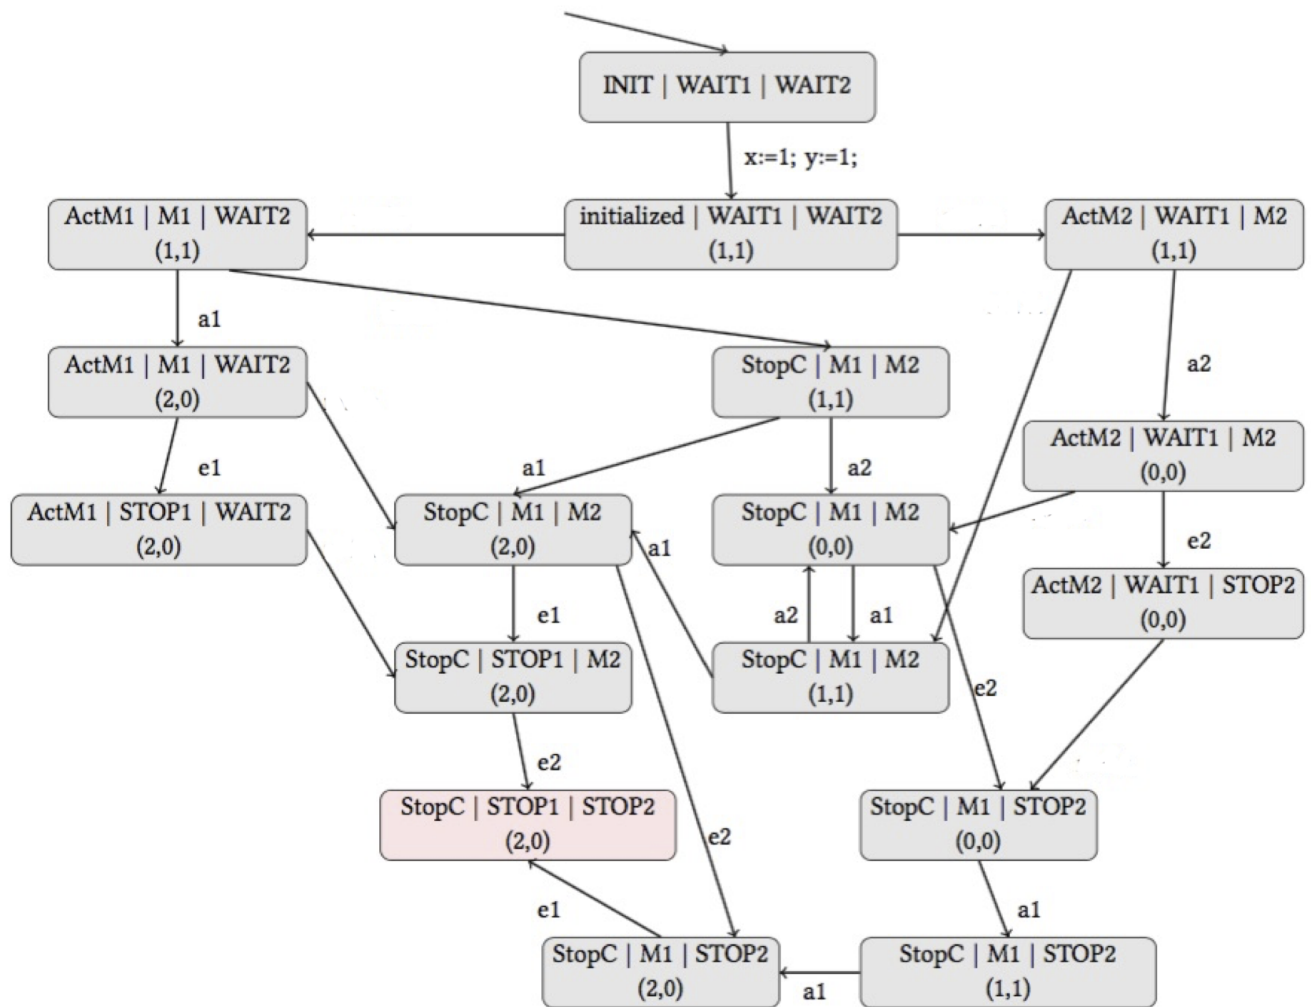 INIT | WAIT1 | WAIT2
x:=1; y:=1;
ActM1 | M1 | WAIT2
(1,1)
initialized | WAIT1 | WAIT2
(1,1)
ActM2 | WAIT1 | M2
(1,1)
a1
ActM1 | M1 | WAIT2
(2,0)
StopC | M1 | M2
(1,1)
a2
ActM2 | WAIT1 | M2
(0,0)
e1
a1
a2
ActM1 | STOP1 | WAIT2
(2,0)
StopC | M1 | M2
(2,0)
a1
StopC | M1 | M2
(0,0)
e2
ActM2 | WAIT1 | STOP2
(0,0)
e1
a2
a1
StopC | STOP1 | M2
(2,0)
StopC | M1 | M2
(1,1)
e2
e2
StopC | STOP1 | STOP2
(2,0)
e2
StopC | M1 | STOP2
(0,0)
e1
a1
StopC | M1 | STOP2
(2,0)
a1
StopC | M1 | STOP2
(1,1)